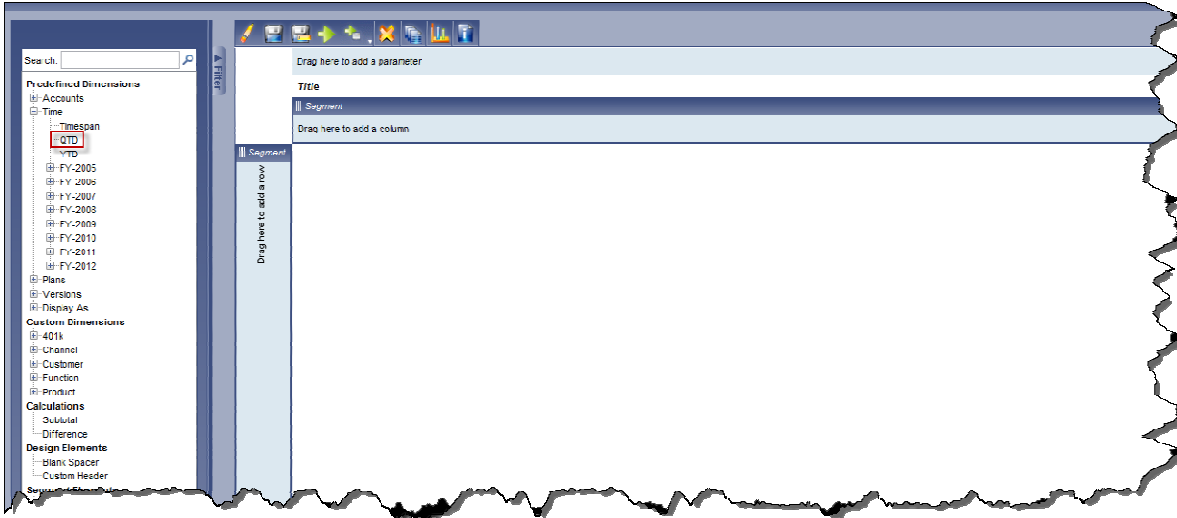 Search:
Predefined Dimensions
Accounts
Time
Timespan
QTD
YTD
FY-2005
FY-2006
FY-2007
FY-2008
FY-2009
FY-2010
FY-2011
FY-2012
Plans
Versions
Display As
Custom Dimensions
401k
Channel
Customer
Function
Product
Calculations
Subtotal
Difference
Design Elements
Blank Spacer
Custom Header
Filter
Drag here to add a parameter
Title
Segment
Drag here to add a column
Segment
Drag here to add a row